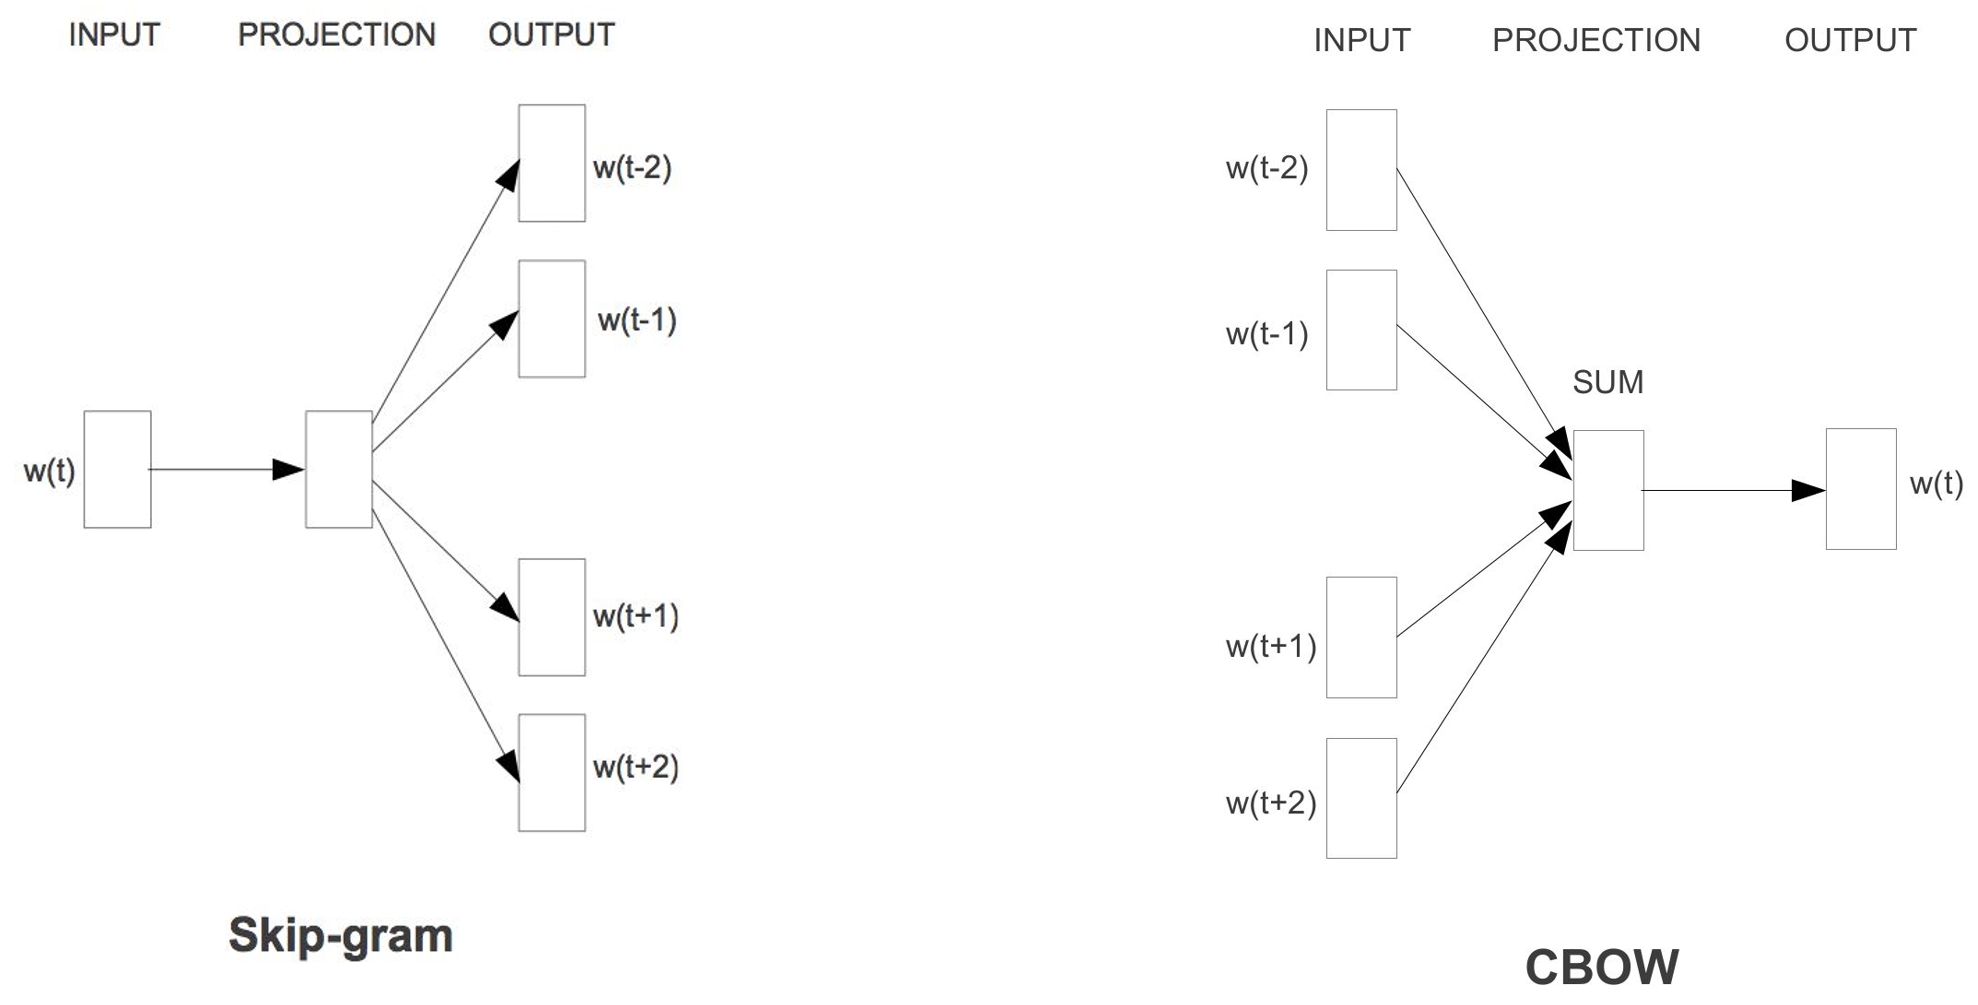 INPUT PROJECTION OUTPUT
w(t-2)
w(t-1)
w(t)
w(t+1)
w(t+2)
Skip-gram
INPUT PROJECTION OUTPUT
w(t-2)
w(t-1)
SUM
w(t)
w(t+1)
w(t+2)
CBOW